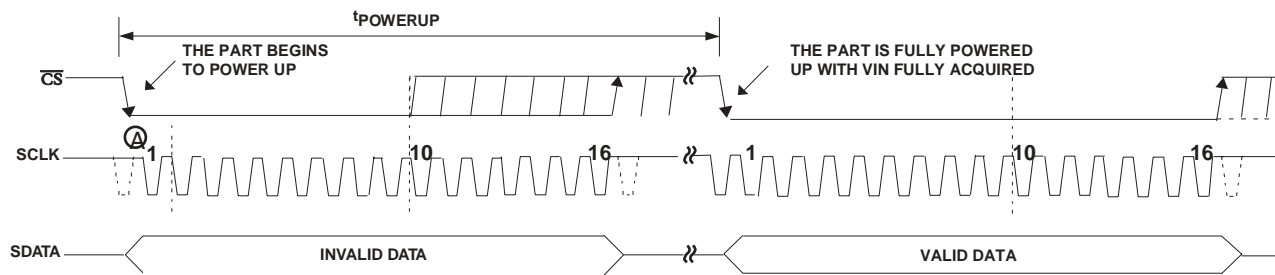 tPOWERUP
THE PART BEGINS
TO POWER UP
THE PART IS FULLY POWERED
UP WITH VIN FULLY ACQUIRED
CS
A
SCLK
1
10
16
1
10
16
SDATA
INVALID DATA
VALID DATA